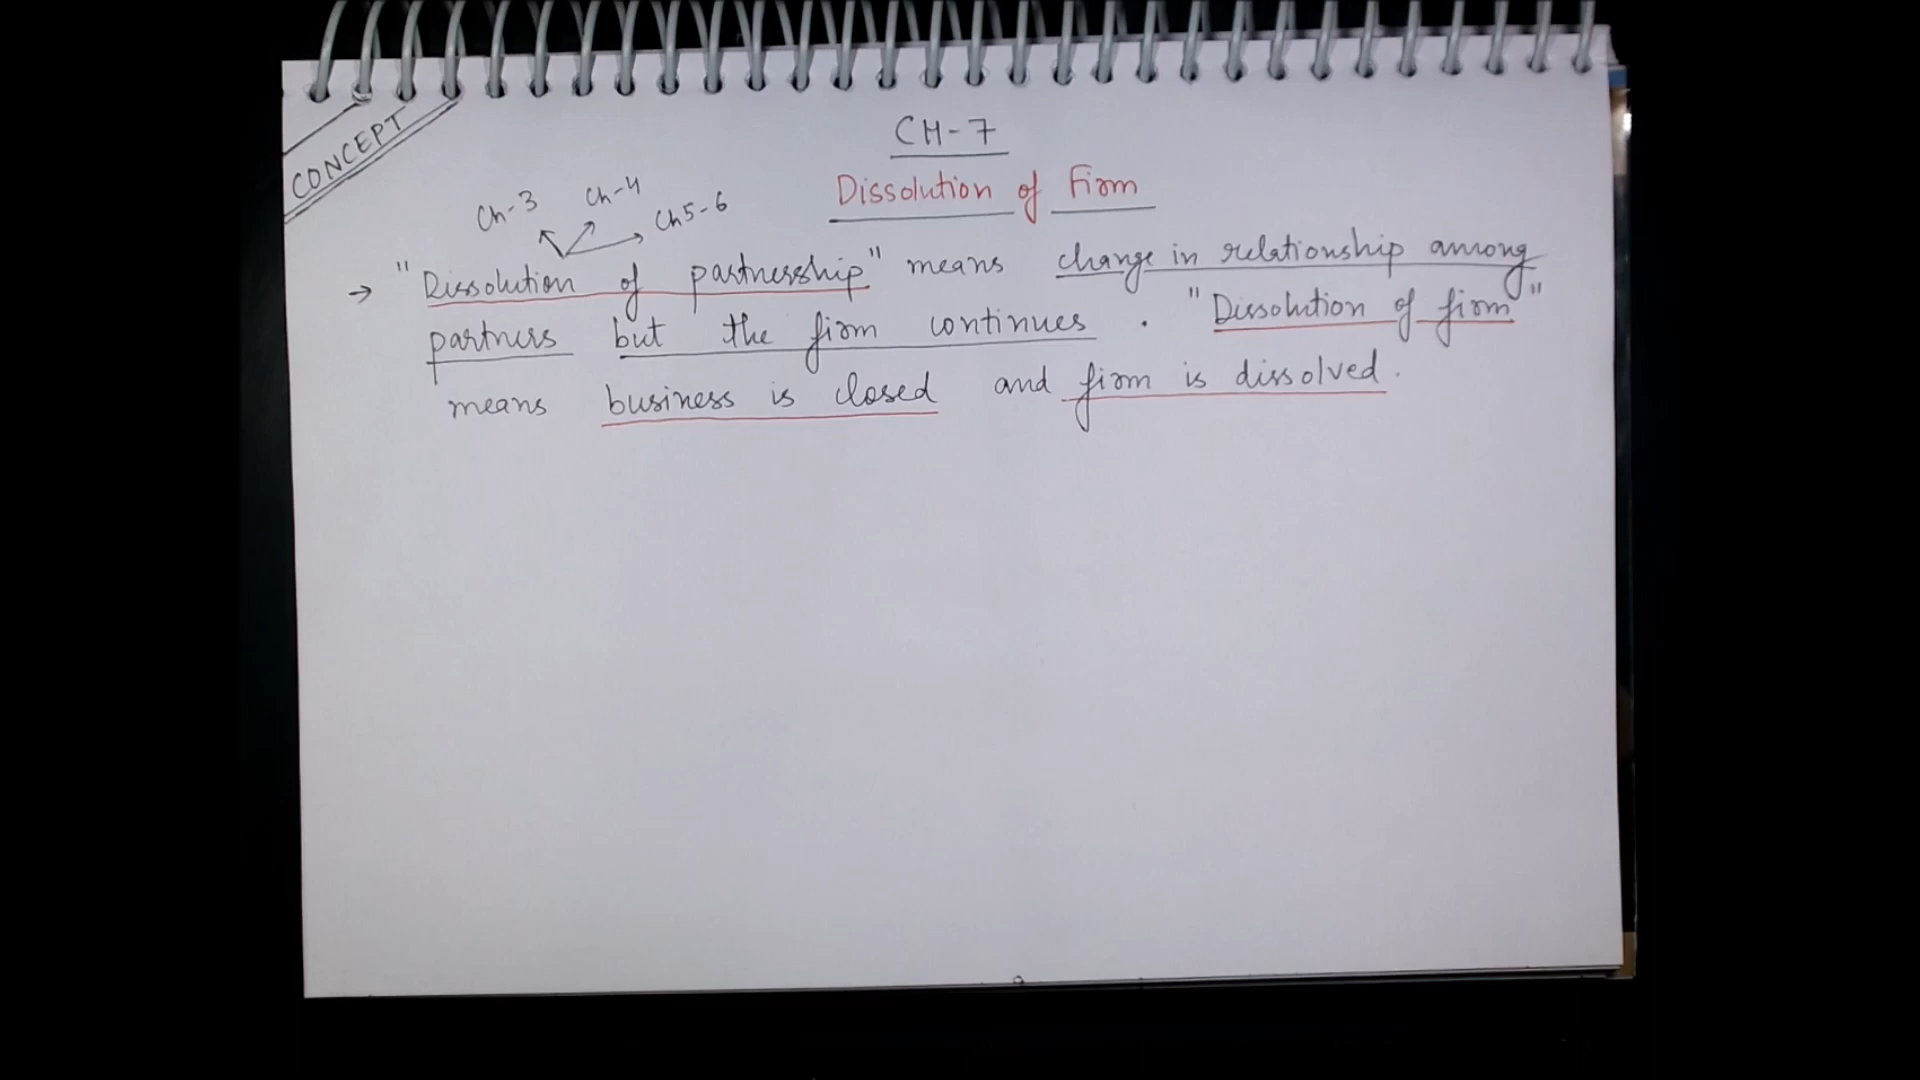 CONCEPT
CH-7
Dissolution of Firm
Ch-3 Ch-4 Ch5-6
→ "Dissolution of partnership" means change in relationship among
partners but the firm continues . "Dissolution of firm"
means business is closed and firm is dissolved.